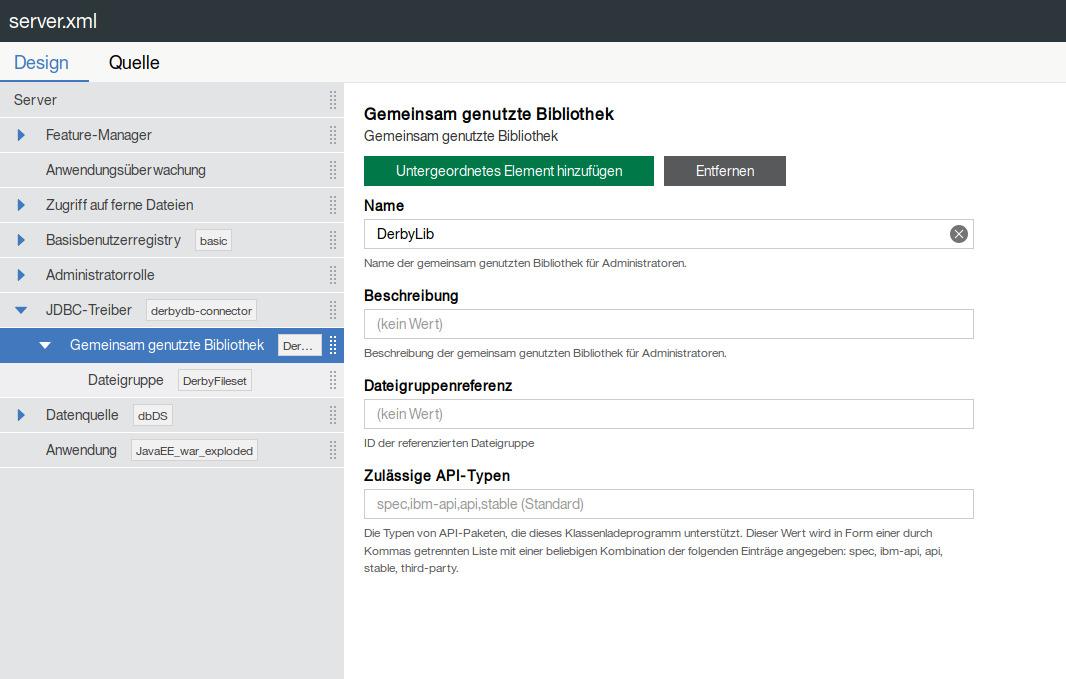 server.xml
Design
Quelle
Server
Feature-Manager
Anwendungsüberwachung
Zugriff auf ferne Dateien
Basisbenutzerregistry basic
Administratorrolle
JDBC-Treiber derbydb-connector
Gemeinsam genutzte Bibliothek Der...
Dateigruppe DerbyFileset
Datenquelle dbDS
Anwendung JavaEE_war_exploded
Gemeinsam genutzte Bibliothek
Gemeinsam genutzte Bibliothek
Untergeordnetes Element hinzufügen
Entfernen
Name
DerbyLib
Name der gemeinsam genutzten Bibliothek für Administratoren.
Beschreibung
(kein Wert)
Beschreibung der gemeinsam genutzten Bibliothek für Administratoren.
Dateigruppenreferenz
(kein Wert)
ID der referenzierten Dateigruppe
Zulässige API-Typen
spec,ibm-api,api,stable (Standard)
Die Typen von API-Paketen, die dieses Klassenladeprogramm unterstützt. Dieser Wert wird in Form einer durch
Kommas getrennten Liste mit einer beliebigen Kombination der folgenden Einträge angegeben: spec, ibm-api, api,
stable, third-party.